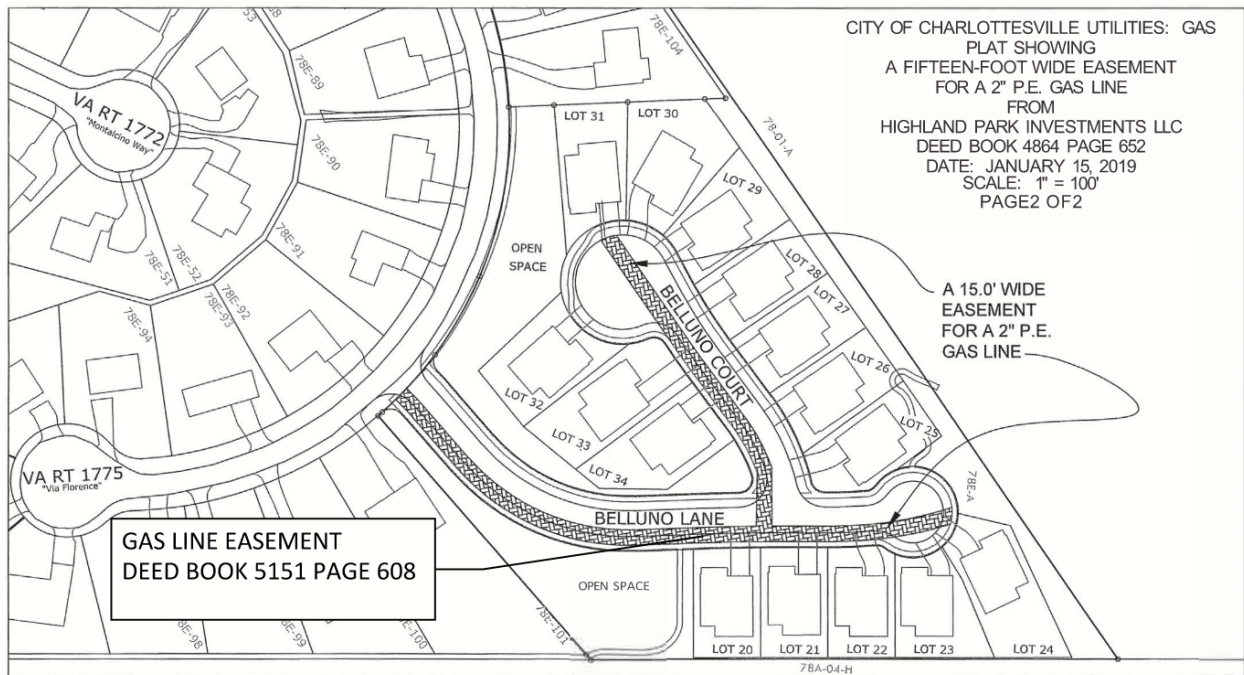 CITY OF CHARLOTTESVILLE UTILITIES: GAS
PLAT SHOWING
A FIFTEEN-FOOT WIDE EASEMENT
FOR A 2" P.E. GAS LINE
FROM
HIGHLAND PARK INVESTMENTS LLC
DEED BOOK 4864 PAGE 652
DATE: JANUARY 15, 2019
SCALE: 1" = 100'
PAGE2 OF2
78E-104
78E-89
VA RT 1772
"Montalcino Way"
78E-90
78-01-A
LOT 31
LOT 30
LOT 29
78E-91
78E-52
78E-51
OPEN
SPACE
LOT 28
LOT 27
A 15.0' WIDE
EASEMENT
FOR A 2" P.E.
GAS LINE
BELLUNO COURT
78E-92
78E-93
78E-94
LOT 26
LOT 25
LOT 32
LOT 33
LOT 34
VA RT 1775
"Via Florence"
78E-A
BELLUNO LANE
GAS LINE EASEMENT
DEED BOOK 5151 PAGE 608
OPEN SPACE
78E-98
78E-99
78E-100
78E-101
LOT 20
LOT 21
LOT 22
LOT 23
LOT 24
78A-04-H